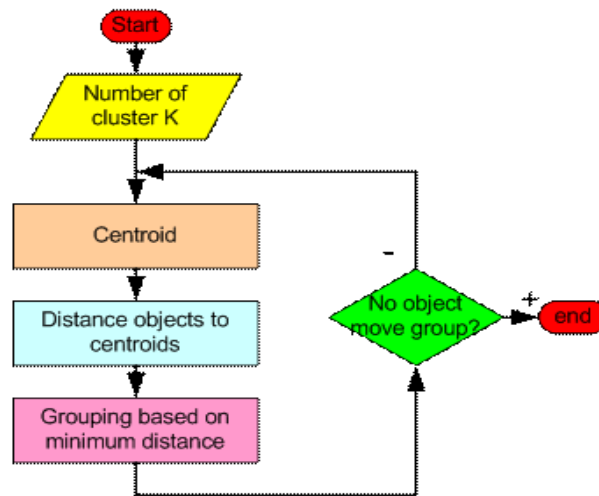 Start
Number of
cluster K
Centroid
Distance objects to
centroids
Grouping based on
minimum distance
-
No object
move group?
+
end